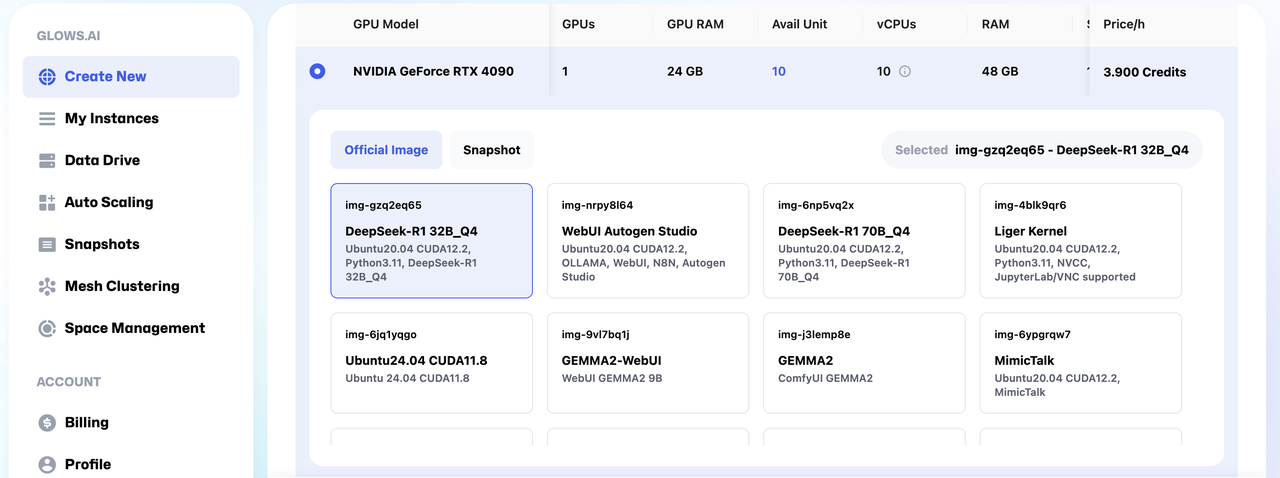 GLOWS.AI
Create New
My Instances
Data Drive
Auto Scaling
Snapshots
Mesh Clustering
Space Management
ACCOUNT
Billing
Profile
GPU Model GPUs GPU RAM Avail Unit vCPUs RAM Price/h
NVIDIA GeForce RTX 4090 1 24 GB 10 10 48 GB 3.900 Credits
Official Image Snapshot Selected img-gzq2eq65 - DeepSeek-R1 32B_Q4
img-gzq2eq65
DeepSeek-R1 32B_Q4
Ubuntu20.04 CUDA12.2,
Python3.11, DeepSeek-R1
32B_Q4
img-nrpy8l64
WebUI Autogen Studio
Ubuntu20.04 CUDA12.2,
OLLAMA, WebUI, N8N, Autogen
Studio
img-6np5vq2x
DeepSeek-R1 70B_Q4
Ubuntu20.04 CUDA12.2,
Python3.11, DeepSeek-R1
70B_Q4
img-4blk9qr6
Liger Kernel
Ubuntu20.04 CUDA12.2,
Python3.11, NVCC,
JupyterLab/VNC supported
img-6jq1yqgo
Ubuntu24.04 CUDA11.8
Ubuntu 24.04 CUDA11.8
img-9vl7bq1j
GEMMA2-WebUI
WebUI GEMMA2 9B
img-j3lemp8e
GEMMA2
ComfyUI GEMMA2
img-6ypgrqw7
MimicTalk
Ubuntu20.04 CUDA12.2,
MimicTalk